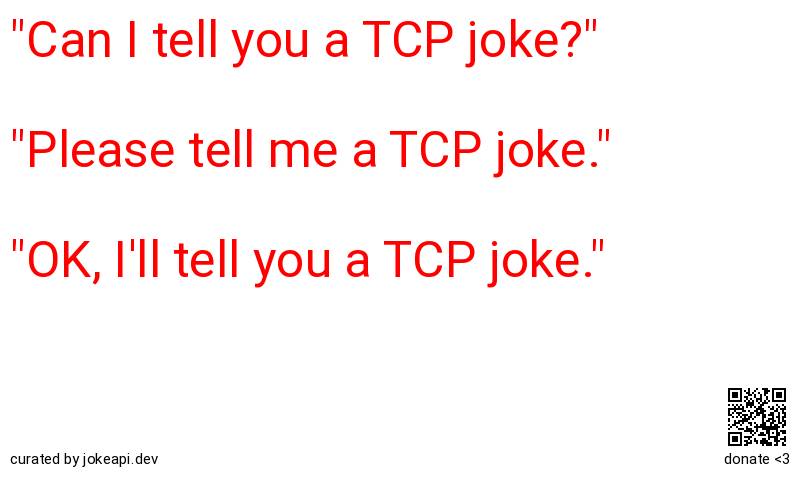 "Can I tell you a TCP joke?"
"Please tell me a TCP joke."
"OK, I'll tell you a TCP joke."
curated by jokeapi.dev
donate <3